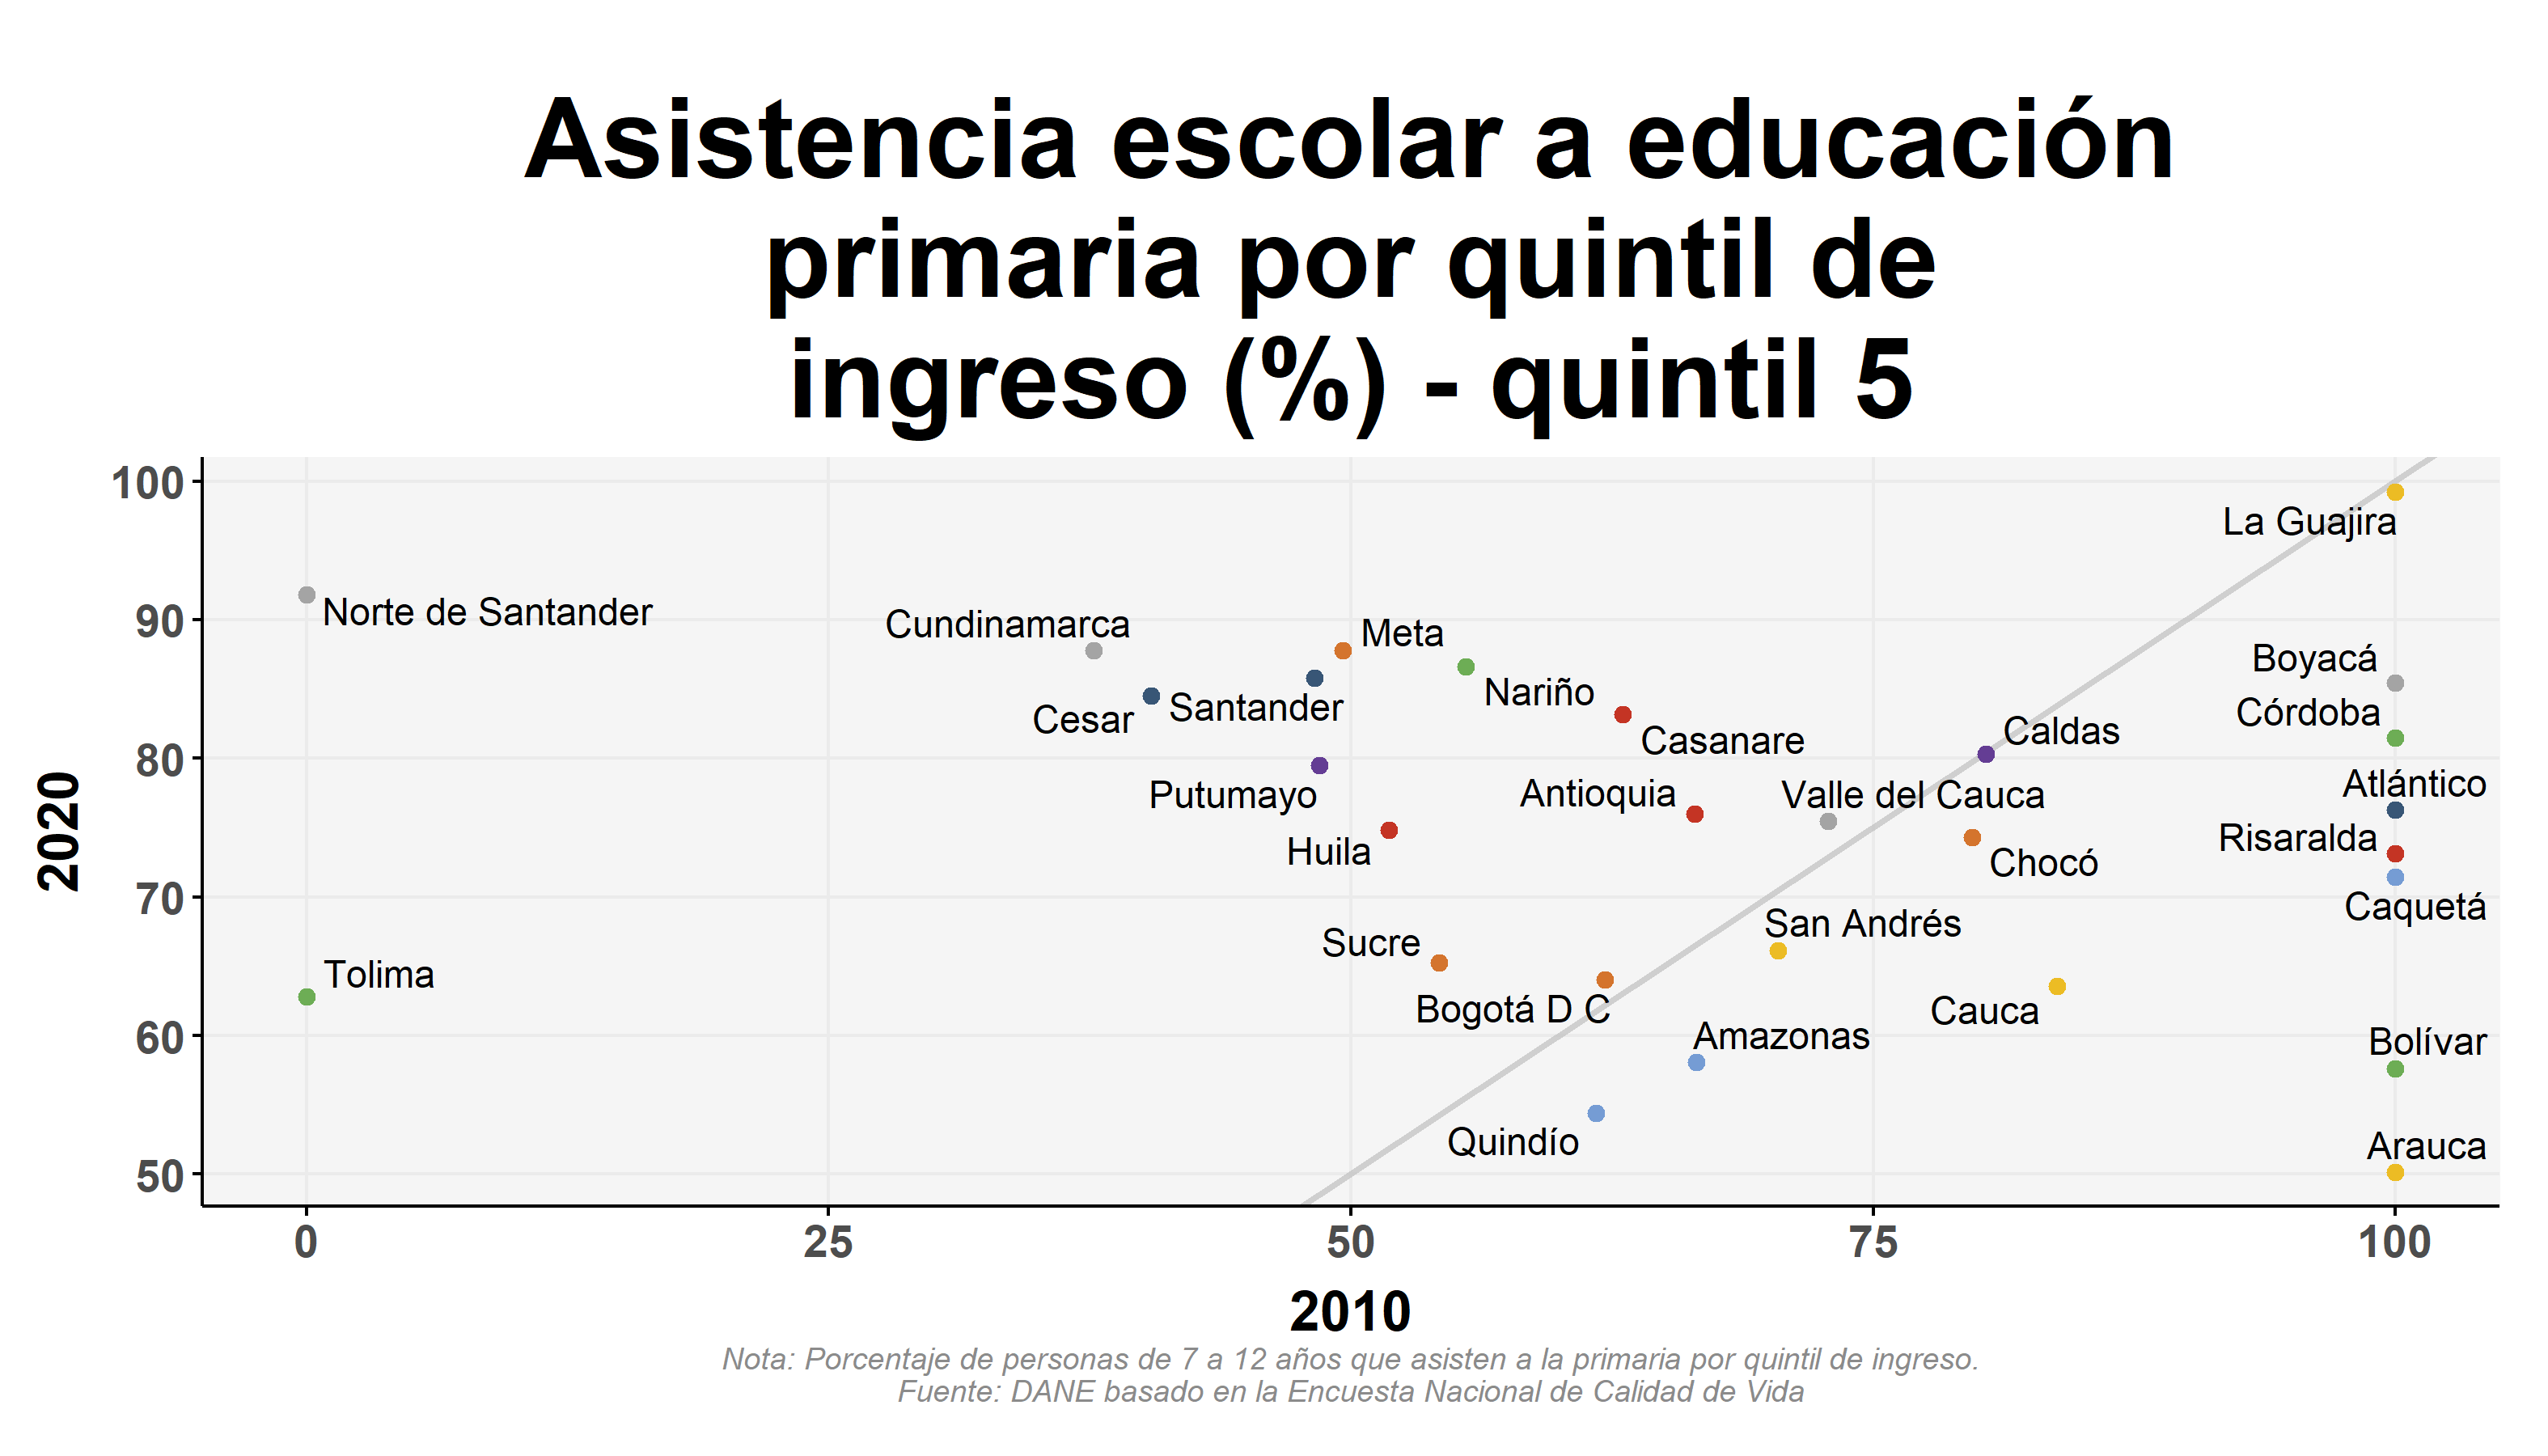 Asistencia escolar a educación
primaria por quintil de
ingreso (%) - quintil 5
100
La Guajira
Norte de Santander
90
Cundinamarca
Meta
Boyacá
Nariño
Cesar
Santander
Córdoba
Casanare
Caldas
80
Putumayo
Antioquia
Valle del Cauca
Atlántico
Huila
Risaralda
Chocó
70
Caquetá
Sucre
San Andrés
Tolima
Bogotá D C
Cauca
60
Amazonas
Bolívar
Quindío
Arauca
50
2020
0
25
50
75
100
2010
Nota: Porcentaje de personas de 7 a 12 años que asisten a la primaria por quintil de ingreso.
Fuente: DANE basado en la Encuesta Nacional de Calidad de Vida